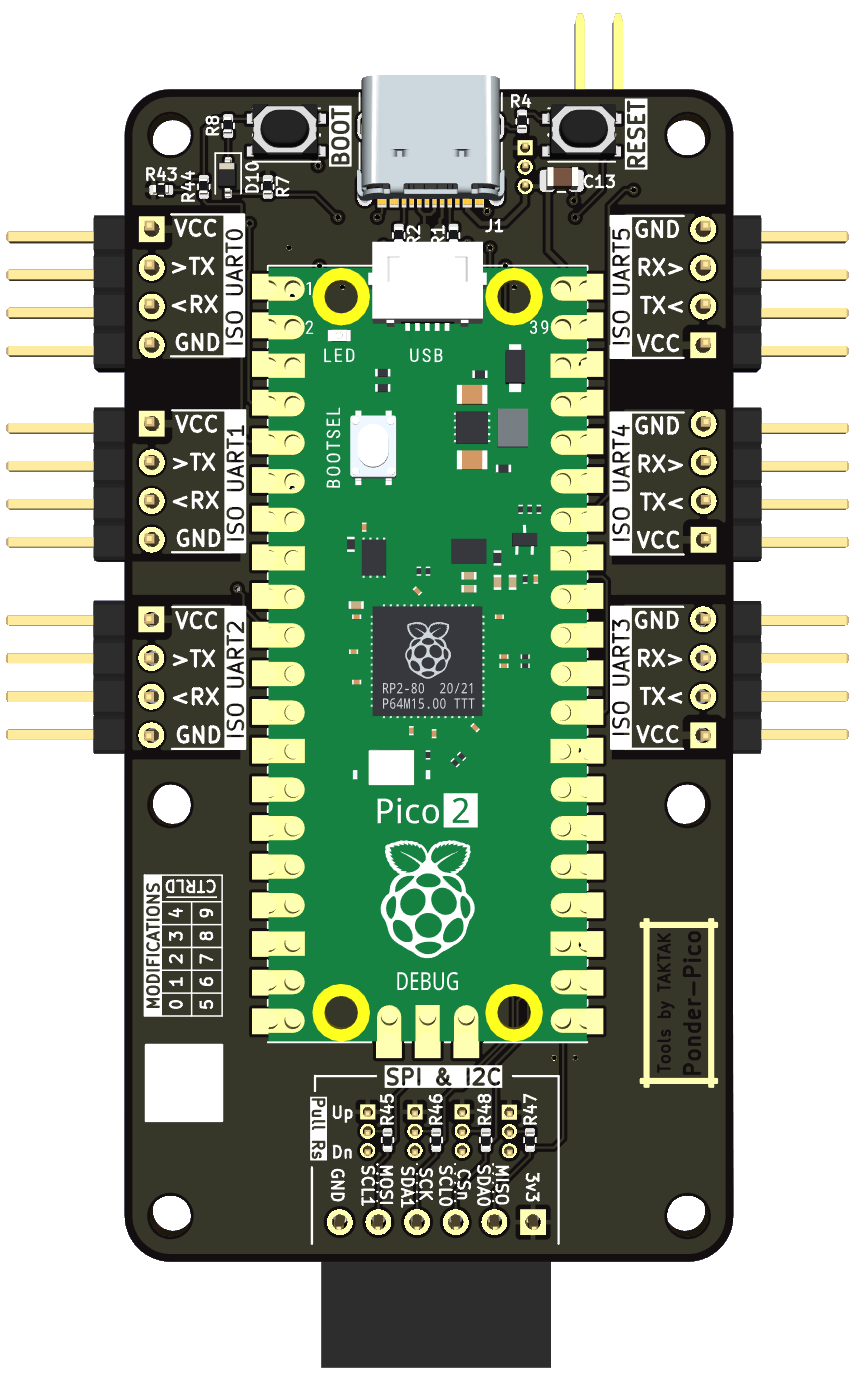 R4
R8
BOOT
RESET
R43
R44
D10
R7
C13
J1
R2
R1
VCC
>TX
<RX
GND
ISO UART0
GND
RX>
TX<
VCC
ISO UART5
1
2
39
LED
USB
BOOTSEL
VCC
>TX
<RX
GND
ISO UART1
GND
RX>
TX<
VCC
ISO UART4
VCC
>TX
<RX
GND
ISO UART2
GND
RX>
TX<
VCC
ISO UART3
RP2-80 20/21
P64M15.00 TTT
Pico 2
DEBUG
MODIFICATIONS
CTRLD
0 1 2 3 4
5 6 7 8 9
Tools by TAKTAK
Ponder-Pico
SPI & I2C
Pull Rs
Up
Dn
R45
R46
R48
R47
GND
SCL1
MOSI
SDA1
SCK
SCL0
CSn
SDA0
MISO
3v3